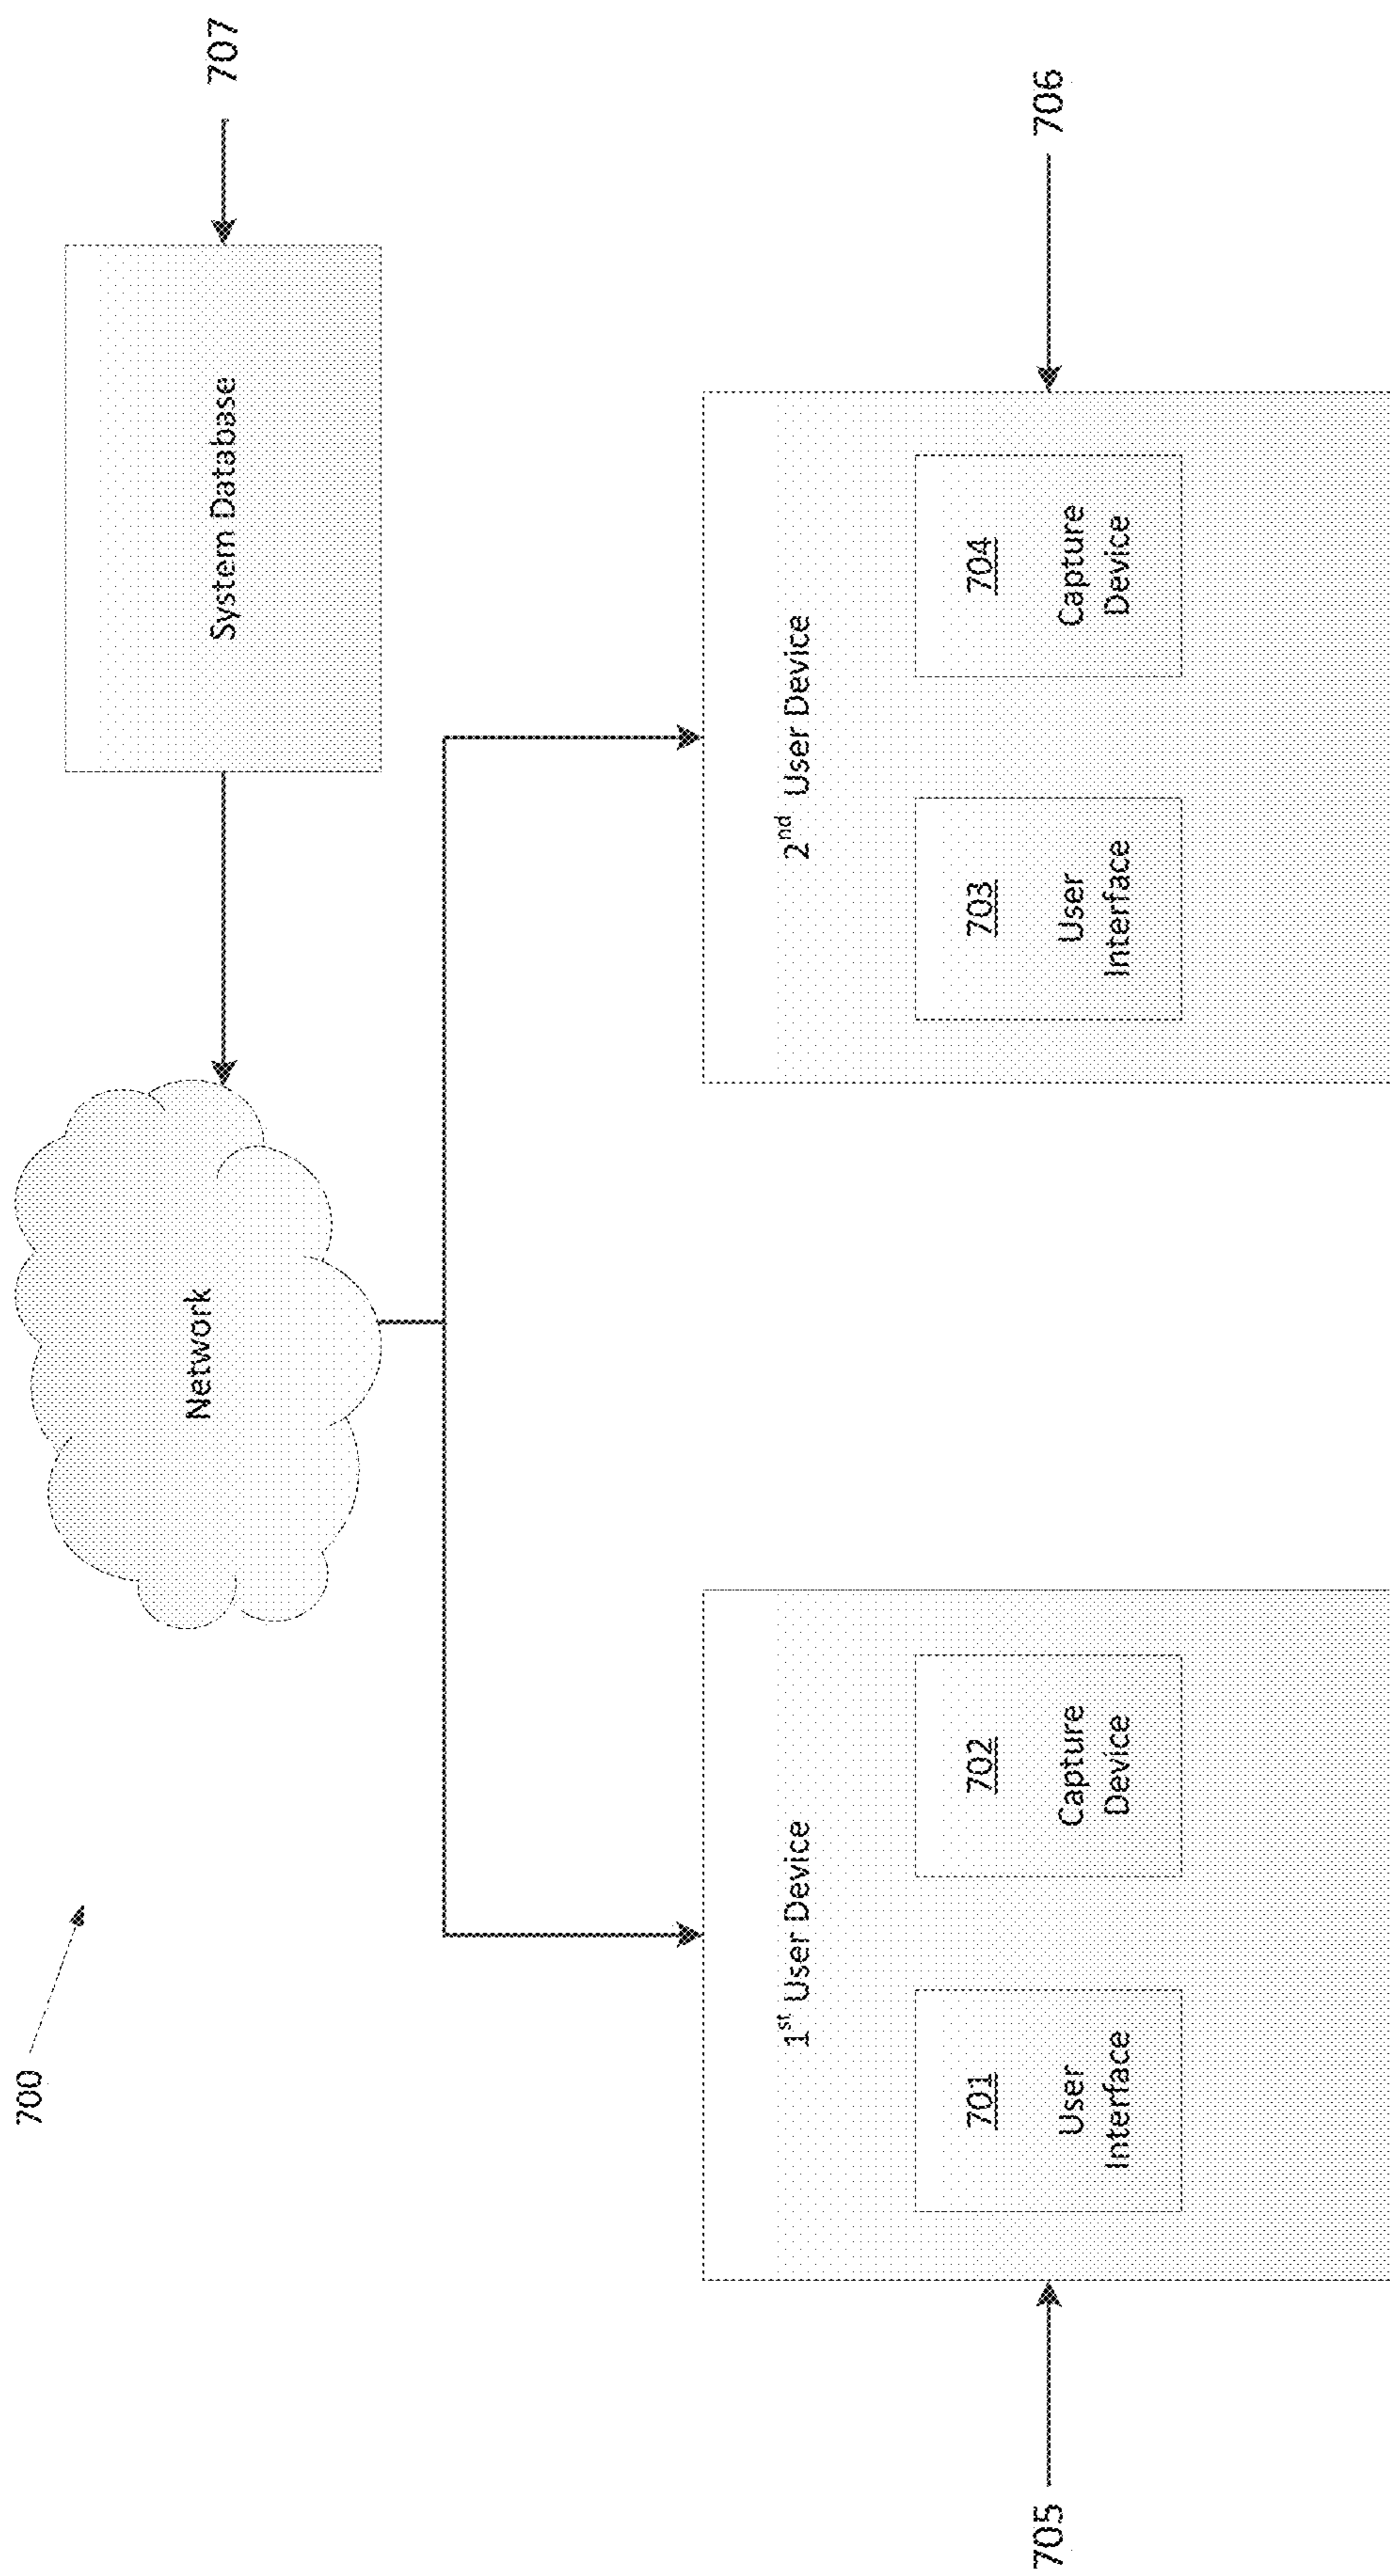 700
Network
System Database
707
1st User Device
2nd User Device
701
User
Interface
702
Capture
Device
703
User
Interface
704
Capture
Device
705
706